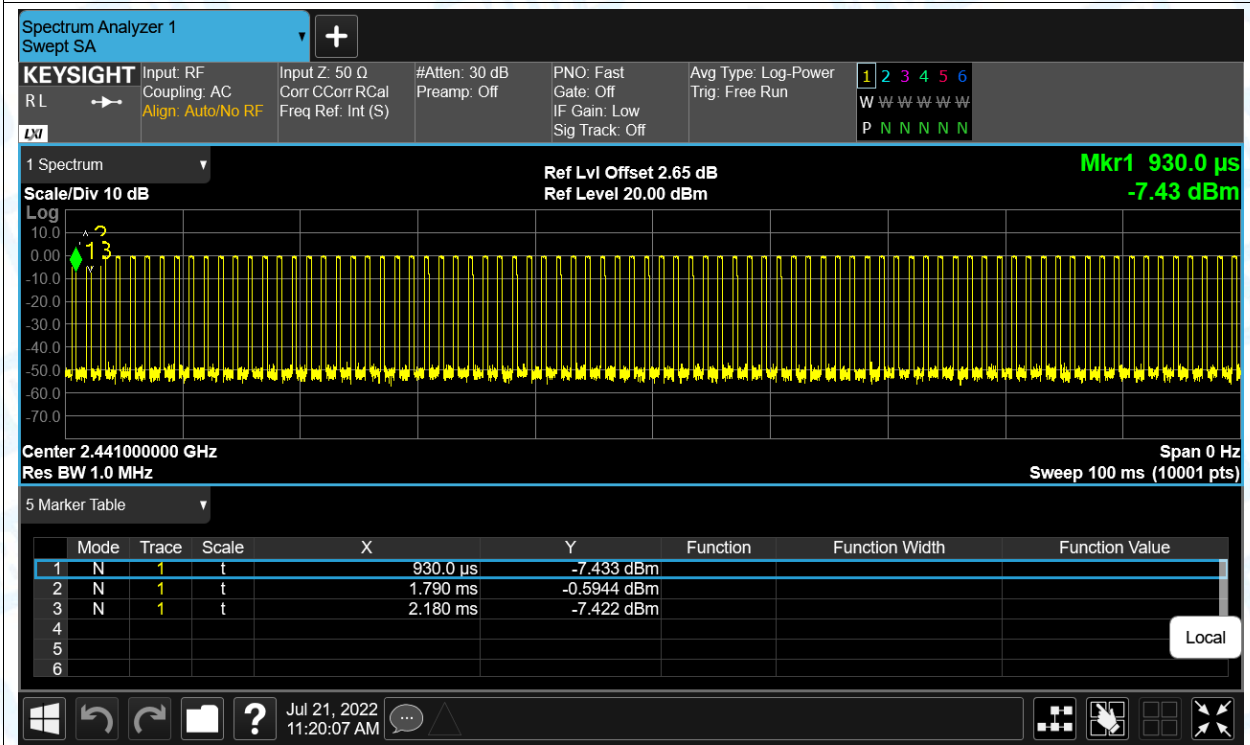 Spectrum Analyzer 1
Swept SA
+
KEYSIGHT Input: RF Input Z: 50 Ω #Atten: 30 dB PNO: Fast Avg Type: Log-Power 1 2 3 4 5 6
R L Coupling: AC Corr CCorr RCal Preamp: Off Gate: Off Trig: Free Run W W W W W W
Align: Auto/No RF Freq Ref: Int (S) IF Gain: Low P N N N N N
LXI Sig Track: Off
1 Spectrum Ref Lvl Offset 2.65 dB Mkr1 930.0 µs
Scale/Div 10 dB Ref Level 20.00 dBm -7.43 dBm
Log
10.0 2
0.00 1 3
-10.0
-20.0
-30.0
-40.0
-50.0
-60.0
-70.0
Center 2.441000000 GHz Span 0 Hz
Res BW 1.0 MHz Sweep 100 ms (10001 pts)
5 Marker Table
Mode Trace Scale X Y Function Function Width Function Value
1 N 1 t 930.0 µs -7.433 dBm
2 N 1 t 1.790 ms -0.5944 dBm
3 N 1 t 2.180 ms -7.422 dBm
4
5
6
Local
? Jul 21, 2022
11:20:07 AM